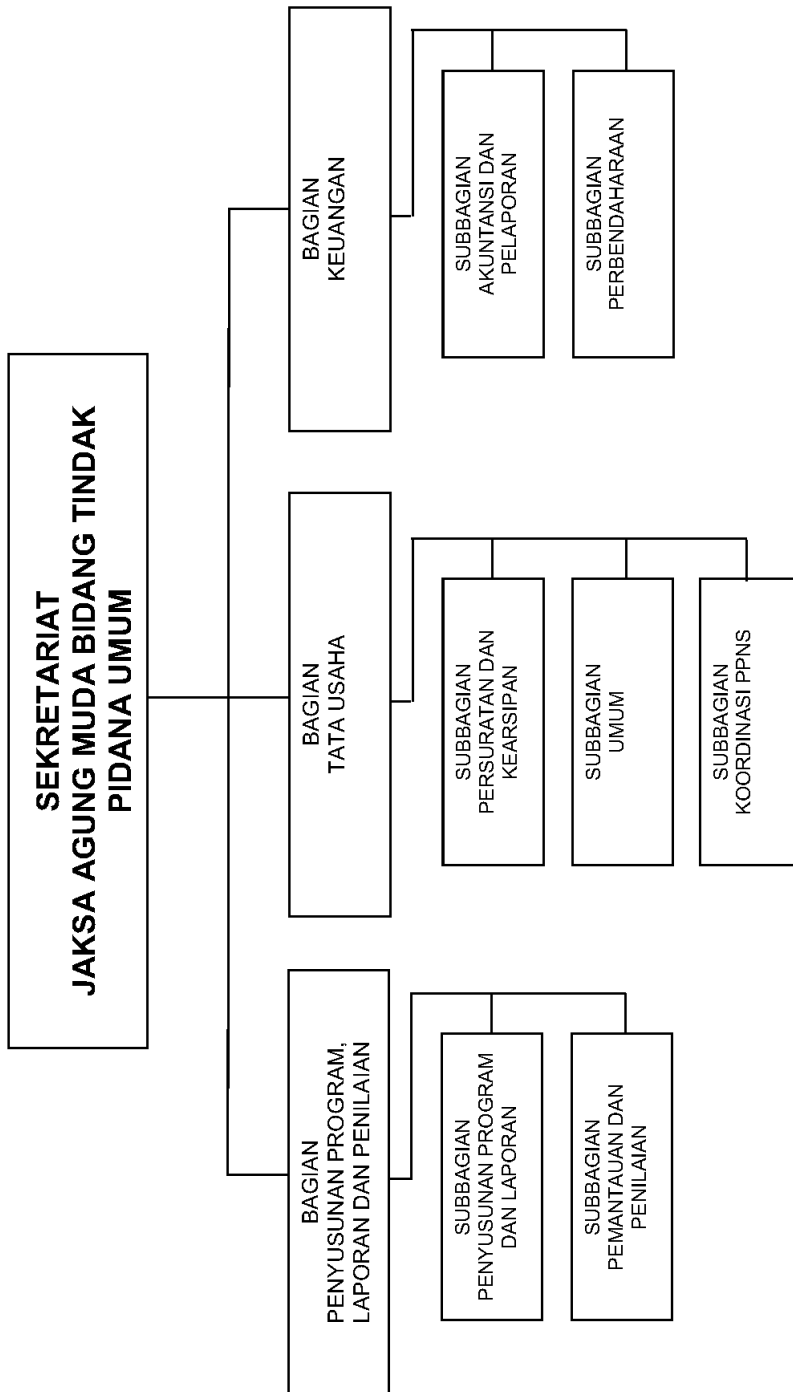 SEKRETARIAT
JAKSA AGUNG MUDA BIDANG TINDAK
PIDANA UMUM
BAGIAN
PENYUSUNAN PROGRAM,
LAPORAN DAN PENILAIAN
SUBBAGIAN
PENYUSUNAN PROGRAM
DAN LAPORAN
SUBBAGIAN
PEMANTAUAN DAN
PENILAIAN
BAGIAN
TATA USAHA
SUBBAGIAN
PERSURATAN DAN
KEARSIPAN
SUBBAGIAN
UMUM
SUBBAGIAN
KOORDINASI PPNS
BAGIAN
KEUANGAN
SUBBAGIAN
AKUNTANSI DAN
PELAPORAN
SUBBAGIAN
PERBENDAHARAAN